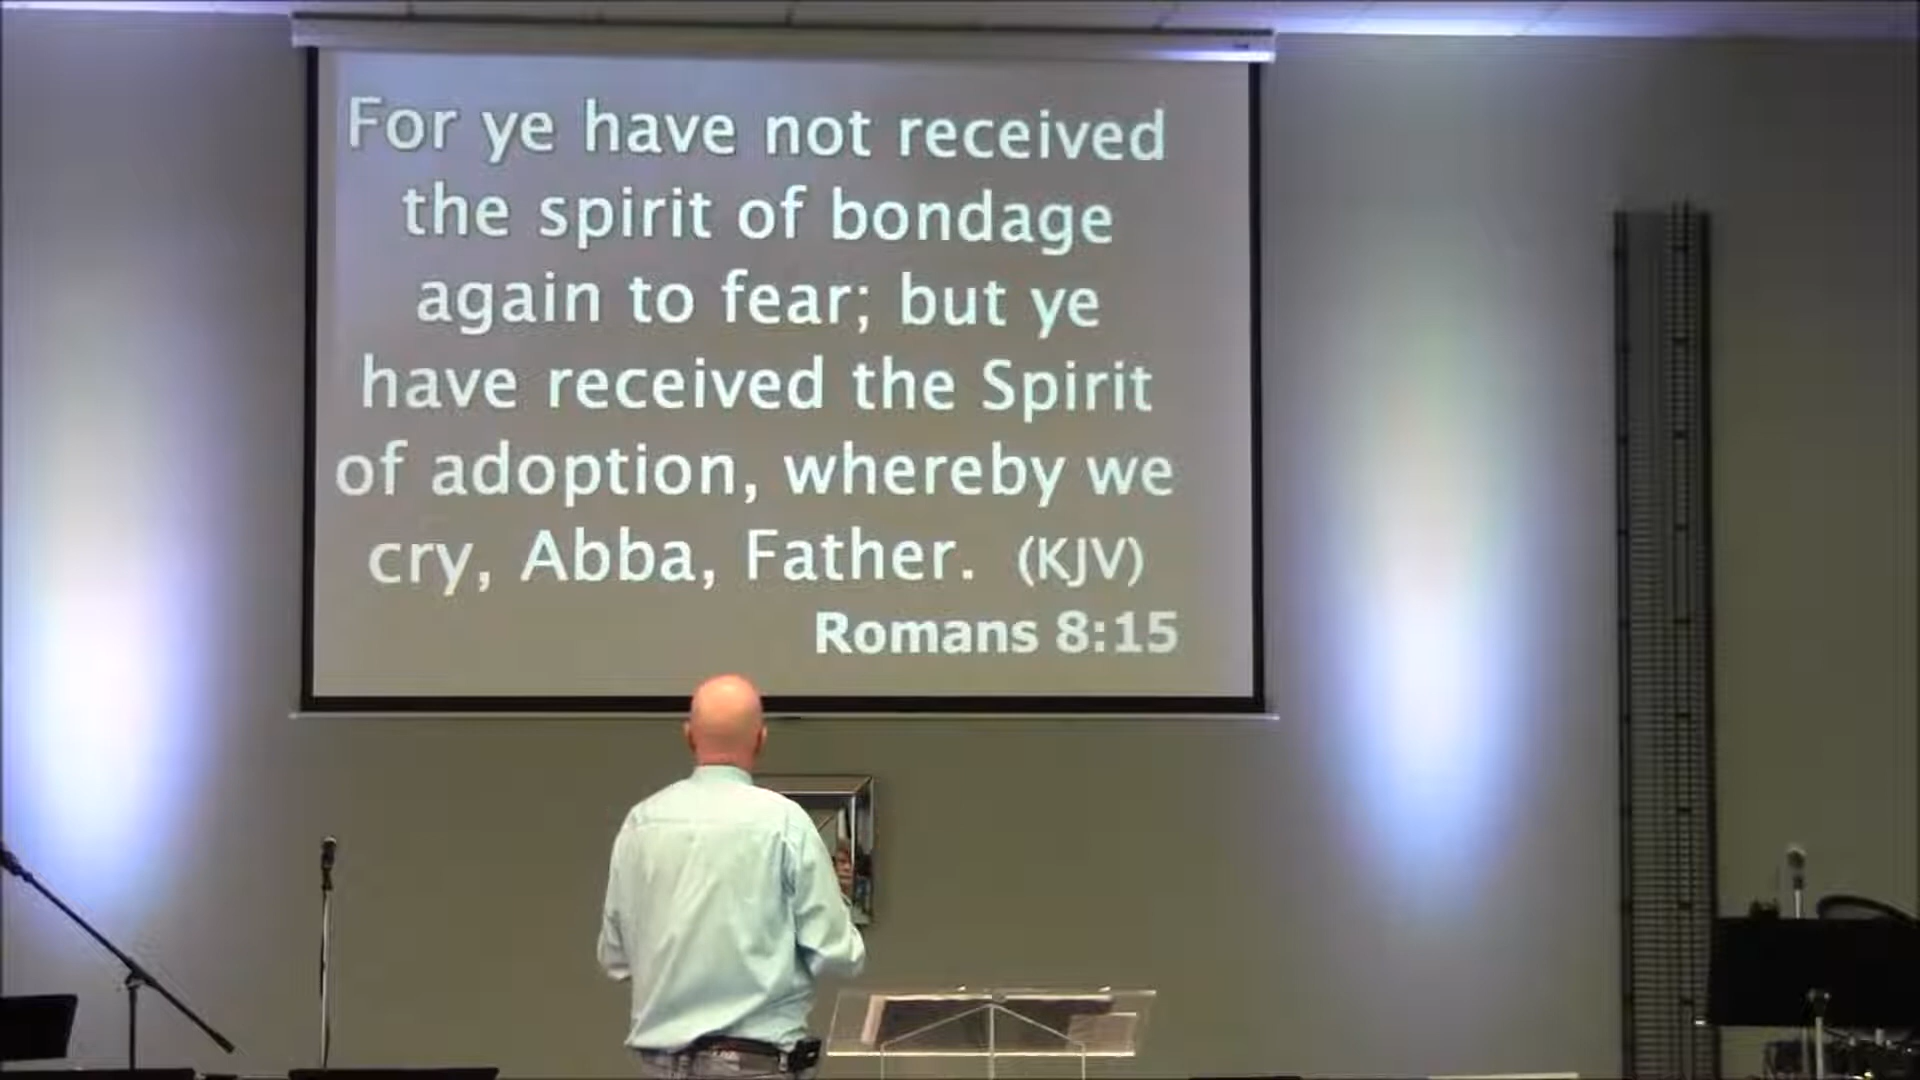 For ye have not received
the spirit of bondage
again to fear; but ye
have received the Spirit
of adoption, whereby we
cry, Abba, Father. (KJV)
Romans 8:15